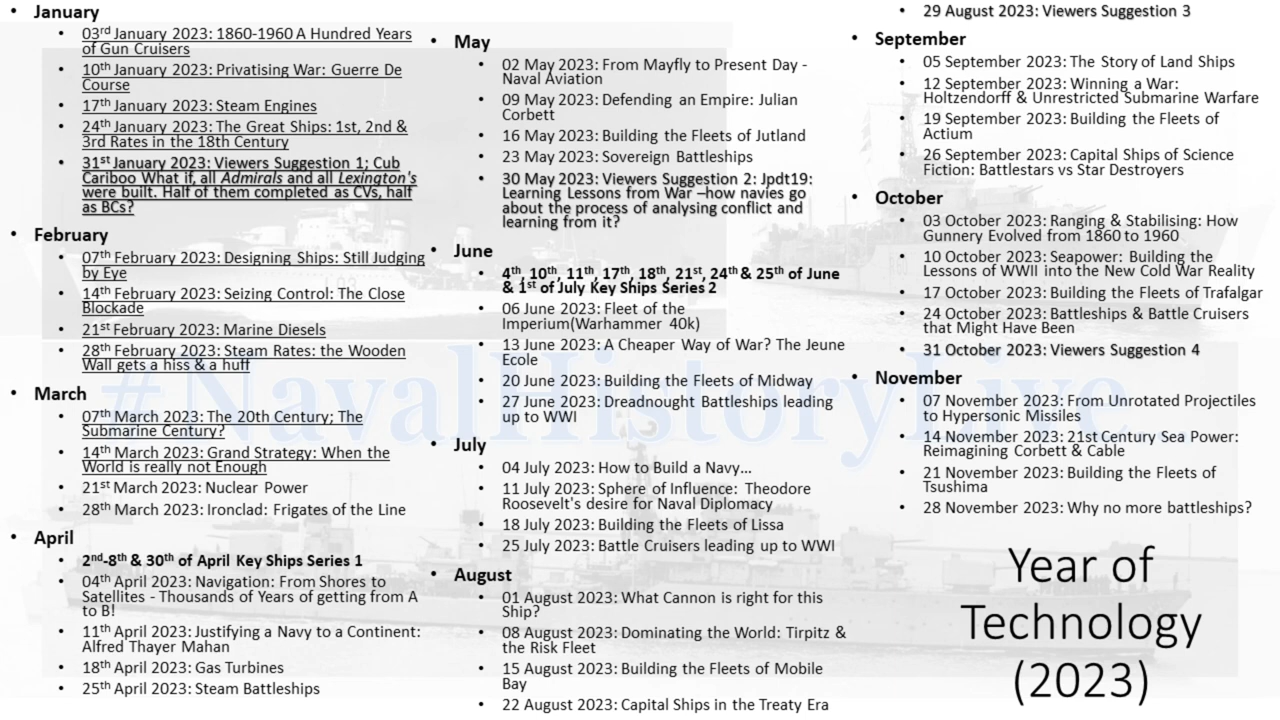 • January
• 03rd January 2023: 1860-1960 A Hundred Years
of Gun Cruisers
• 10th January 2023: Privatising War: Guerre De
Course
• 17th January 2023: Steam Engines
• 24th January 2023: The Great Ships: 1st, 2nd &
3rd Rates in the 18th Century
• 31st January 2023: Viewers Suggestion 1; Cub
Cariboo What if, all Admirals and all Lexington's
were built. Half of them completed as CVs, half
as BCs?
• February
• 07th February 2023: Designing Ships: Still Judging
by Eye
• 14th February 2023: Seizing Control: The Close
Blockade
• 21st February 2023: Marine Diesels
• 28th February 2023: Steam Rates: the Wooden
Wall gets a hiss & a huff
• March
• 07th March 2023: The 20th Century; The
Submarine Century?
• 14th March 2023: Grand Strategy: When the
World is really not Enough
• 21st March 2023: Nuclear Power
• 28th March 2023: Ironclad: Frigates of the Line
• April
• 2nd-8th & 30th of April Key Ships Series 1
• 04th April 2023: Navigation: From Shores to
Satellites - Thousands of Years of getting from A
to B!
• 11th April 2023: Justifying a Navy to a Continent:
Alfred Thayer Mahan
• 18th April 2023: Gas Turbines
• 25th April 2023: Steam Battleships
• May
• 02 May 2023: From Mayfly to Present Day -
Naval Aviation
• 09 May 2023: Defending an Empire: Julian
Corbett
• 16 May 2023: Building the Fleets of Jutland
• 23 May 2023: Sovereign Battleships
• 30 May 2023: Viewers Suggestion 2: Jpdt19:
Learning Lessons from War –how navies go
about the process of analysing conflict and
learning from it?
• June
• 4th, 10th, 11th, 17th, 18th, 21st, 24th & 25th of June
& 1st of July Key Ships Series 2
• 06 June 2023: Fleet of the
Imperium(Warhammer 40k)
• 13 June 2023: A Cheaper Way of War? The Jeune
Ecole
• 20 June 2023: Building the Fleets of Midway
• 27 June 2023: Dreadnought Battleships leading
up to WWI
• July
• 04 July 2023: How to Build a Navy...
• 11 July 2023: Sphere of Influence: Theodore
Roosevelt's desire for Naval Diplomacy
• 18 July 2023: Building the Fleets of Lissa
• 25 July 2023: Battle Cruisers leading up to WWI
• August
• 01 August 2023: What Cannon is right for this
Ship?
• 08 August 2023: Dominating the World: Tirpitz &
the Risk Fleet
• 15 August 2023: Building the Fleets of Mobile
Bay
• 22 August 2023: Capital Ships in the Treaty Era
• 29 August 2023: Viewers Suggestion 3
• September
• 05 September 2023: The Story of Land Ships
• 12 September 2023: Winning a War:
Holtzendorff & Unrestricted Submarine Warfare
• 19 September 2023: Building the Fleets of
Actium
• 26 September 2023: Capital Ships of Science
Fiction: Battlestars vs Star Destroyers
• October
• 03 October 2023: Ranging & Stabilising: How
Gunnery Evolved from 1860 to 1960
• 10 October 2023: Seapower: Building the
Lessons of WWII into the New Cold War Reality
• 17 October 2023: Building the Fleets of Trafalgar
• 24 October 2023: Battleships & Battle Cruisers
that Might Have Been
• 31 October 2023: Viewers Suggestion 4
• November
• 07 November 2023: From Unrotated Projectiles
to Hypersonic Missiles
• 14 November 2023: 21st Century Sea Power:
Reimagining Corbett & Cable
• 21 November 2023: Building the Fleets of
Tsushima
• 28 November 2023: Why no more battleships?
Year of
Technology
(2023)
#NavalHistoryLive...
L03